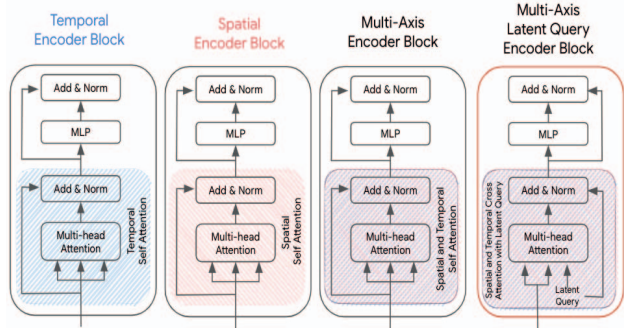 Temporal
Encoder Block
Add & Norm
MLP
Add & Norm
Multi-head
Attention
Temporal
Self Attention
Spatial
Encoder Block
Add & Norm
MLP
Add & Norm
Multi-head
Attention
Spatial
Self Attention
Multi-Axis
Encoder Block
Add & Norm
MLP
Add & Norm
Multi-head
Attention
Spatial and Temporal
Self Attention
Multi-Axis
Latent Query
Encoder Block
Add & Norm
MLP
Spatial and Temporal Cross
Attention with Latent Query
Add & Norm
Multi-head
Attention
Latent
Query